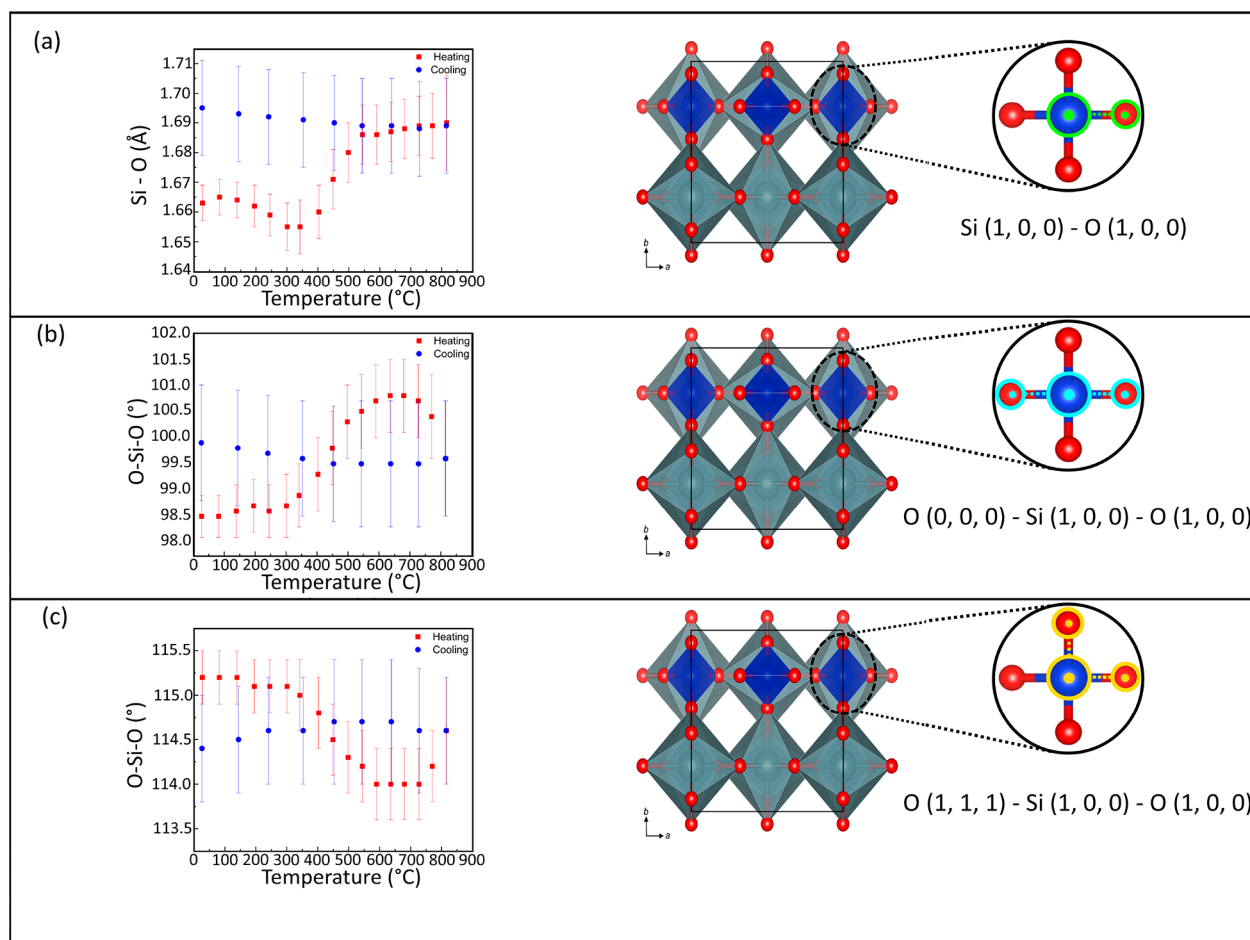 (a)
Heating
Cooling
1.71
1.70
1.69
1.68
1.67
1.66
1.65
1.64
Si - O (Å)
0 100 200 300 400 500 600 700 800 900
Temperature (°C)
b
a
Si (1, 0, 0) - O (1, 0, 0)
(b)
Heating
Cooling
102.0
101.5
101.0
100.5
100.0
99.5
99.0
98.5
98.0
O-Si-O (°)
0 100 200 300 400 500 600 700 800 900
Temperature (°C)
b
a
O (0, 0, 0) - Si (1, 0, 0) - O (1, 0, 0)
(c)
Heating
Cooling
115.5
115.0
114.5
114.0
113.5
O-Si-O (°)
0 100 200 300 400 500 600 700 800 900
Temperature (°C)
b
a
O (1, 1, 1) - Si (1, 0, 0) - O (1, 0, 0)